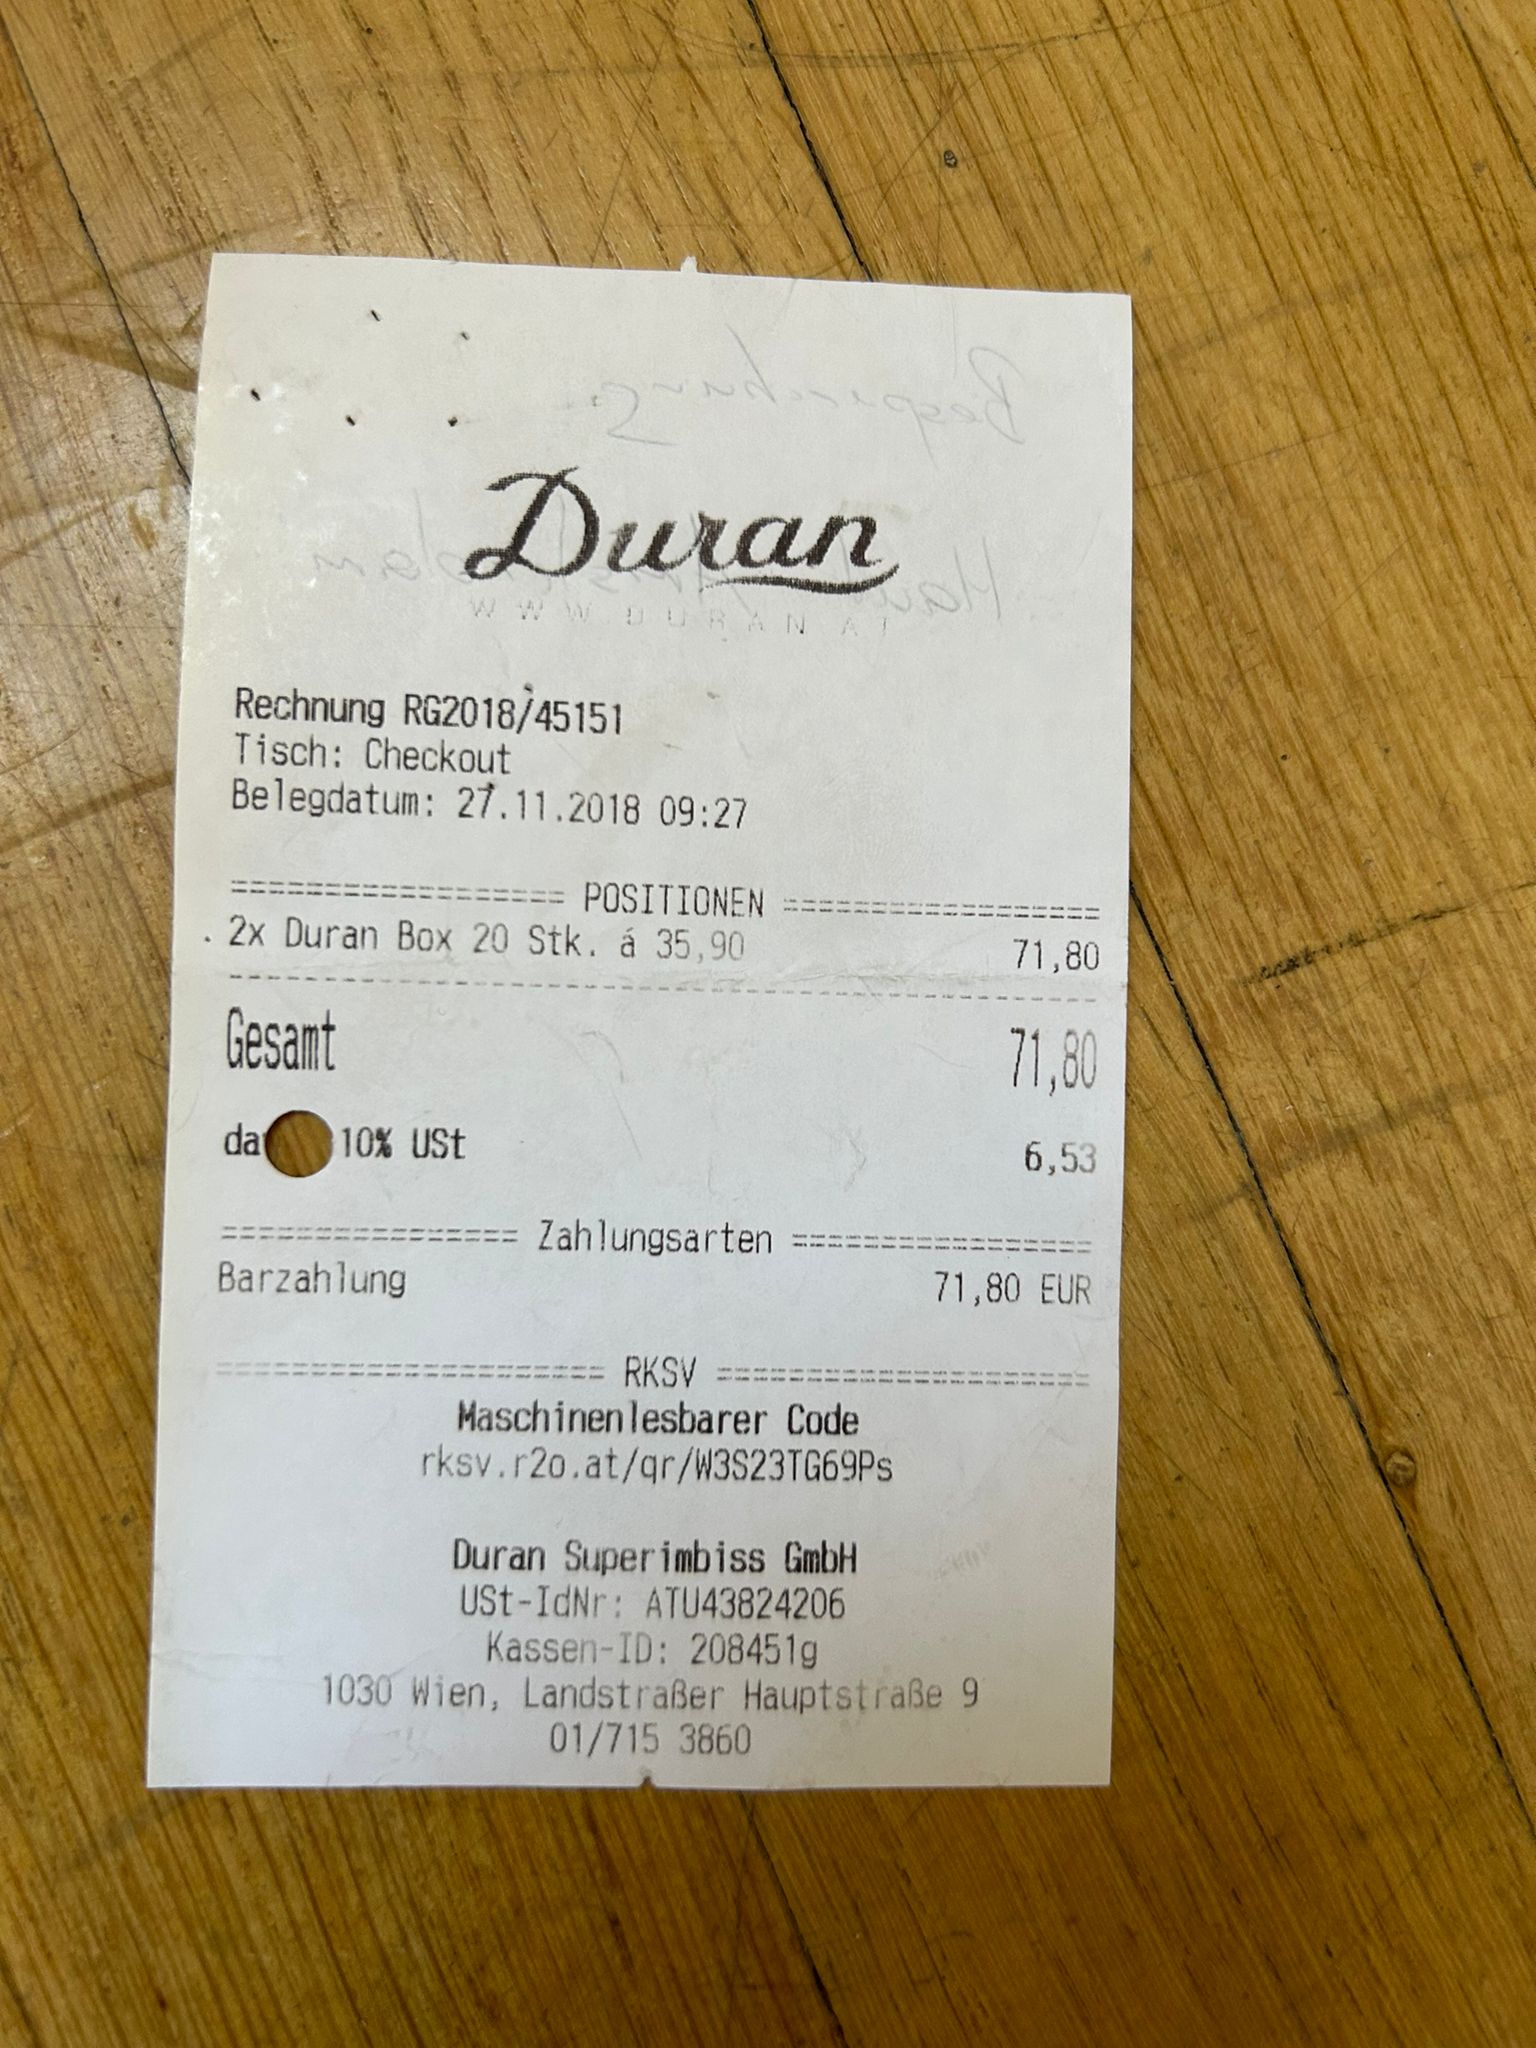 Duran
WWW.DURAN.AT
Rechnung RG2018/45151
Tisch: Checkout
Belegdatum: 27.11.2018 09:27
POSITIONEN
2x Duran Box 20 Stk. á 35,90 71,80
Gesamt 71,80
da 10% USt 6,53
Zahlungsarten
Barzahlung 71,80 EUR
RKSV
Maschinenlesbarer Code
rksv.r2o.at/qr/W3S23TG69Ps
Duran Superimbiss GmbH
USt-IdNr: ATU43824206
Kassen-ID: 208451g
1030 Wien, Landstraßer Hauptstraße 9
01/715 3860